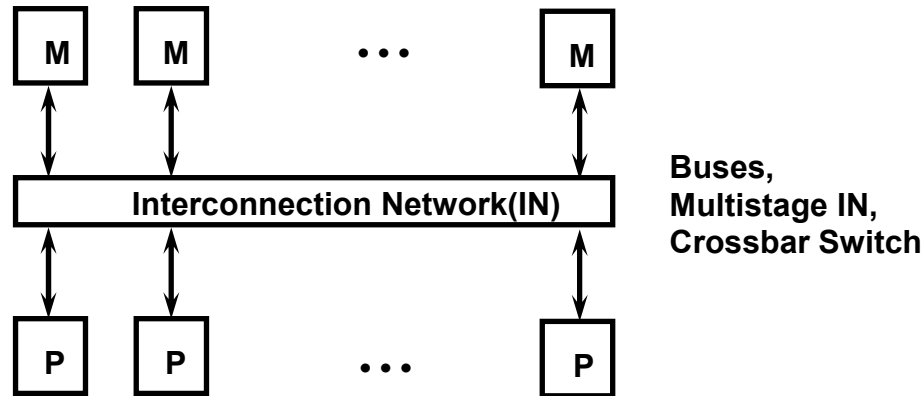 M M • • • M
Interconnection Network(IN)
Buses,
Multistage IN,
Crossbar Switch
P P • • • P